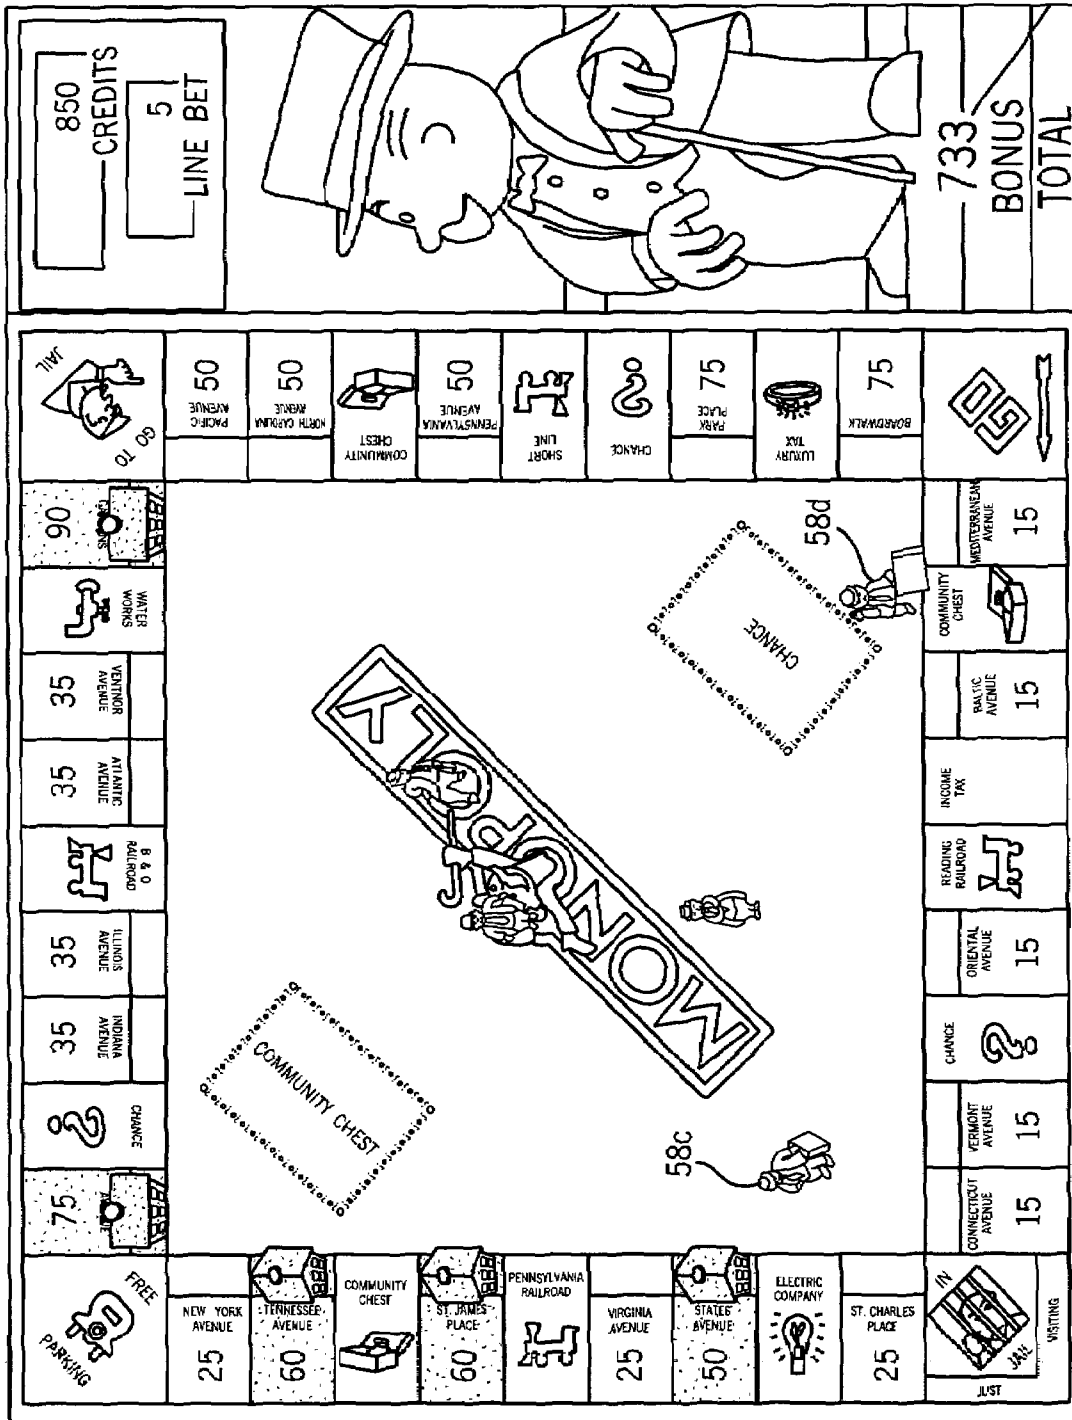 850
CREDITS
5
LINE BET
733
BONUS
TOTAL
FREE
PARKING
75
CHANCE
INDIANA
AVENUE
35
ILLINOIS
AVENUE
35
B & O
RAILROAD
ATLANTIC
AVENUE
35
VENTNOR
AVENUE
35
WATER
WORKS
90
GO TO
JAIL
PACIFIC
AVENUE
50
NORTH CAROLINA
AVENUE
50
COMMUNITY
CHEST
PENNSYLVANIA
AVENUE
50
SHORT
LINE
CHANCE
PARK
PLACE
75
LUXURY
TAX
BOARDWALK
75
GO
MEDITERRANEAN
AVENUE
15
COMMUNITY
CHEST
BALTIC
AVENUE
15
INCOME
TAX
READING
RAILROAD
ORIENTAL
AVENUE
15
CHANCE
VERMONT
AVENUE
15
CONNECTICUT
AVENUE
15
IN
JAIL
JUST
VISITING
ST. CHARLES
PLACE
25
ELECTRIC
COMPANY
STATES
AVENUE
50
VIRGINIA
AVENUE
25
PENNSYLVANIA
RAILROAD
ST. JAMES
PLACE
60
COMMUNITY
CHEST
TENNESSEE
AVENUE
60
NEW YORK
AVENUE
25
COMMUNITY CHEST
MONOPOLY
CHANCE
58c
58d